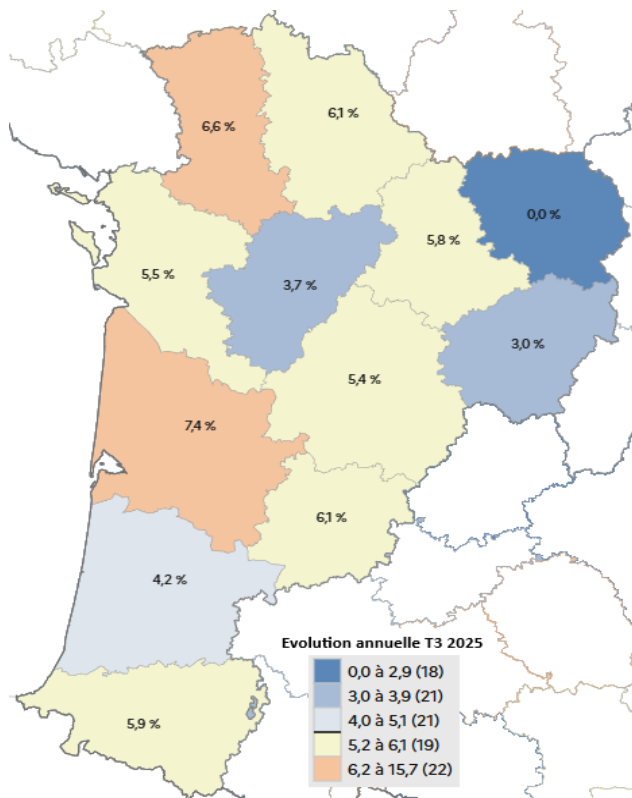 6,1 %
6,6 %
0,0 %
5,8 %
5,5 %
3,7 %
3,0 %
5,4 %
7,4 %
6,1 %
4,2 %
Evolution annuelle T3 2025
0,0 à 2,9 (18)
3,0 à 3,9 (21)
4,0 à 5,1 (21)
5,2 à 6,1 (19)
6,2 à 15,7 (22)
5,9 %